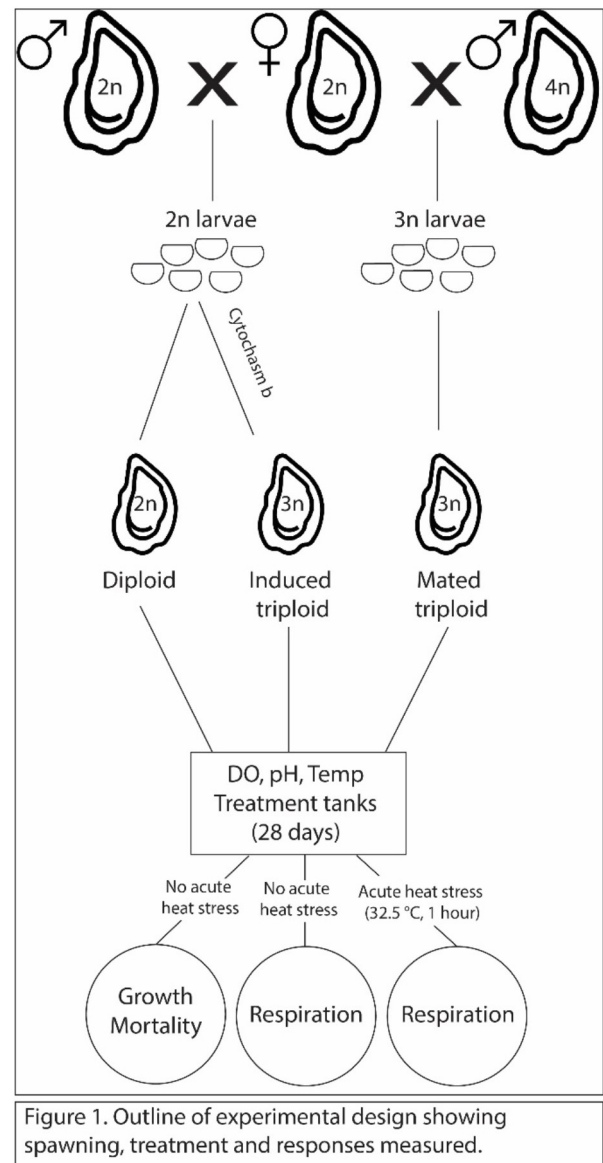 2n
2n
4n
2n larvae
3n larvae
Cytochasm b
2n
3n
3n
Diploid
Induced
triploid
Mated
triploid
DO, pH, Temp
Treatment tanks
(28 days)
No acute
heat stress
No acute
heat stress
Acute heat stress
(32.5 °C, 1 hour)
Growth
Mortality
Respiration
Respiration
Figure 1. Outline of experimental design showing
spawning, treatment and responses measured.